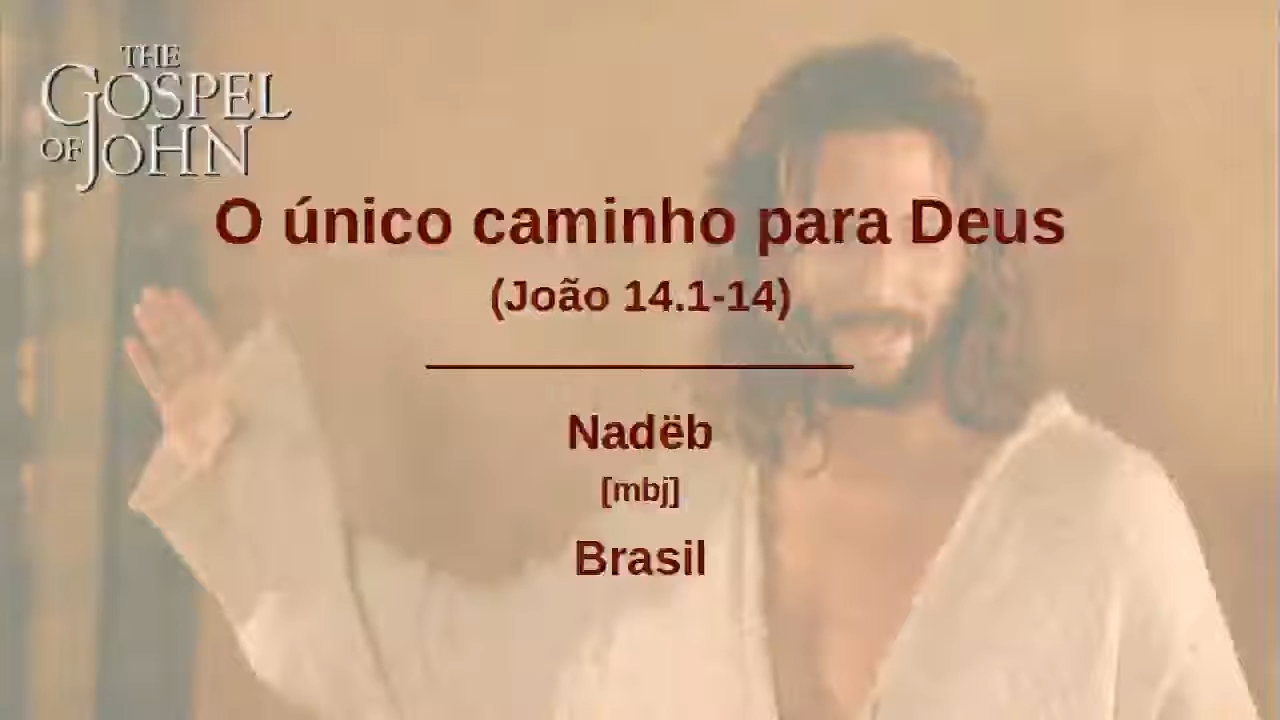 THE
GOSPEL
OF JOHN
O único caminho para Deus
(João 14.1-14)
Nadëb
[mbj]
Brasil